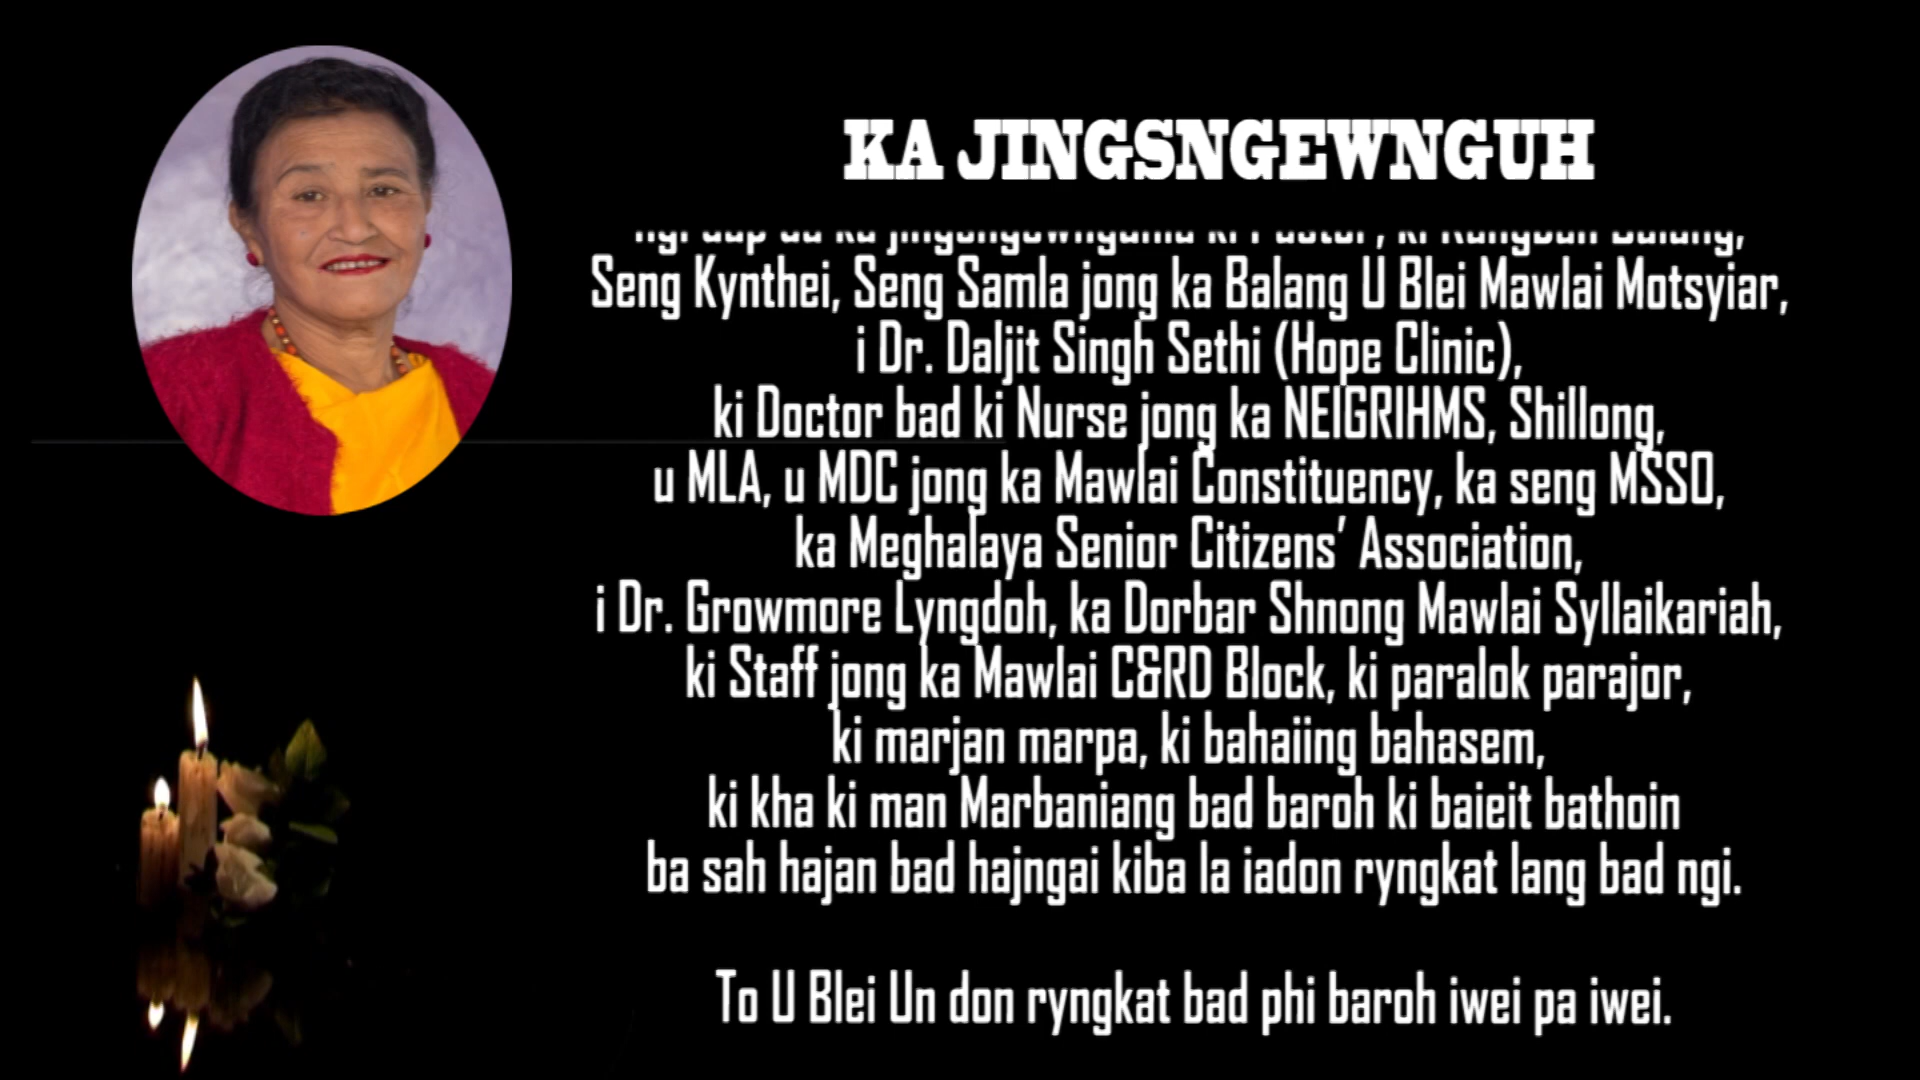 KA JINGSNGEWNGUH
Seng Kynthei, Seng Samla jong ka Balang U Blei Mawlai Motsyiar,
i Dr. Daljit Singh Sethi (Hope Clinic),
ki Doctor bad ki Nurse jong ka NEIGRIHMS, Shillong,
u MLA, u MDC jong ka Mawlai Constituency, ka seng MSSO,
ka Meghalaya Senior Citizens’ Association,
i Dr. Growmore Lyngdoh, ka Dorbar Shnong Mawlai Syllaikariah,
ki Staff jong ka Mawlai C&RD Block, ki paralok parajor,
ki marjan marpa, ki bahaiing bahasem,
ki kha ki man Marbaniang bad baroh ki baieit bathoin
ba sah hajan bad hajngai kiba la iadon ryngkat lang bad ngi.
To U Blei Un don ryngkat bad phi baroh iwei pa iwei.